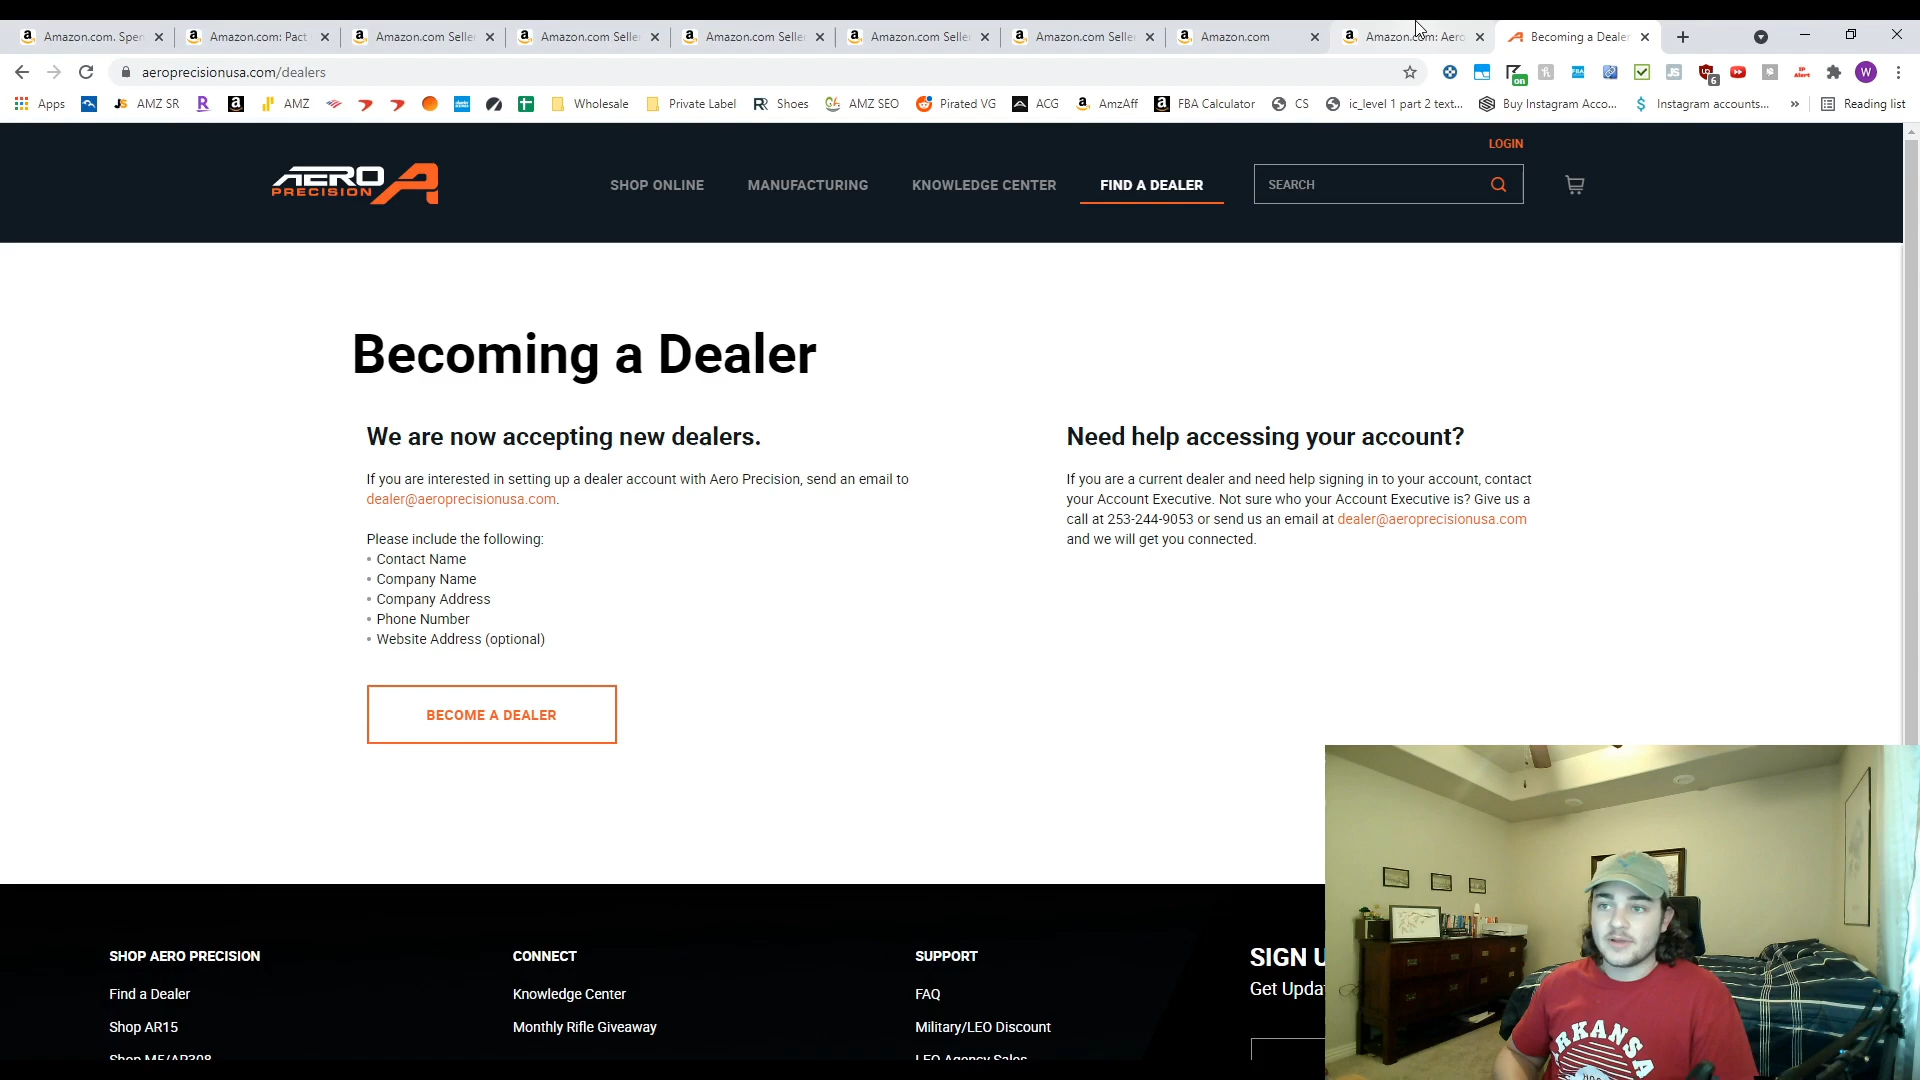 Amazon.com. Spen
Amazon.com: Pact
Amazon.com Selle
Amazon.com Selle
Amazon.com Selle
Amazon.com Selle
Amazon.com Selle
Amazon.com
Amazon.com: Aero
Becoming a Dealer
aeroprecisionusa.com/dealers
Apps
AMZ SR
AMZ
Wholesale
Private Label
Shoes
AMZ SEO
Pirated VG
ACG
AmzAff
FBA Calculator
CS
ic_level 1 part 2 text...
Buy Instagram Acco...
Instagram accounts...
»
Reading list
LOGIN
AERO
PRECISION
SHOP ONLINE
MANUFACTURING
KNOWLEDGE CENTER
FIND A DEALER
SEARCH
Becoming a Dealer
We are now accepting new dealers.
If you are interested in setting up a dealer account with Aero Precision, send an email to
dealer@aeroprecisionusa.com.
Please include the following:
• Contact Name
• Company Name
• Company Address
• Phone Number
• Website Address (optional)
BECOME A DEALER
Need help accessing your account?
If you are a current dealer and need help signing in to your account, contact
your Account Executive. Not sure who your Account Executive is? Give us a
call at 253-244-9053 or send us an email at dealer@aeroprecisionusa.com
and we will get you connected.
SHOP AERO PRECISION
Find a Dealer
Shop AR15
Shop M5/AR308
CONNECT
Knowledge Center
Monthly Rifle Giveaway
SUPPORT
FAQ
Military/LEO Discount
LEO Agency Sales
SIGN U
Get Upda
ARKANSA